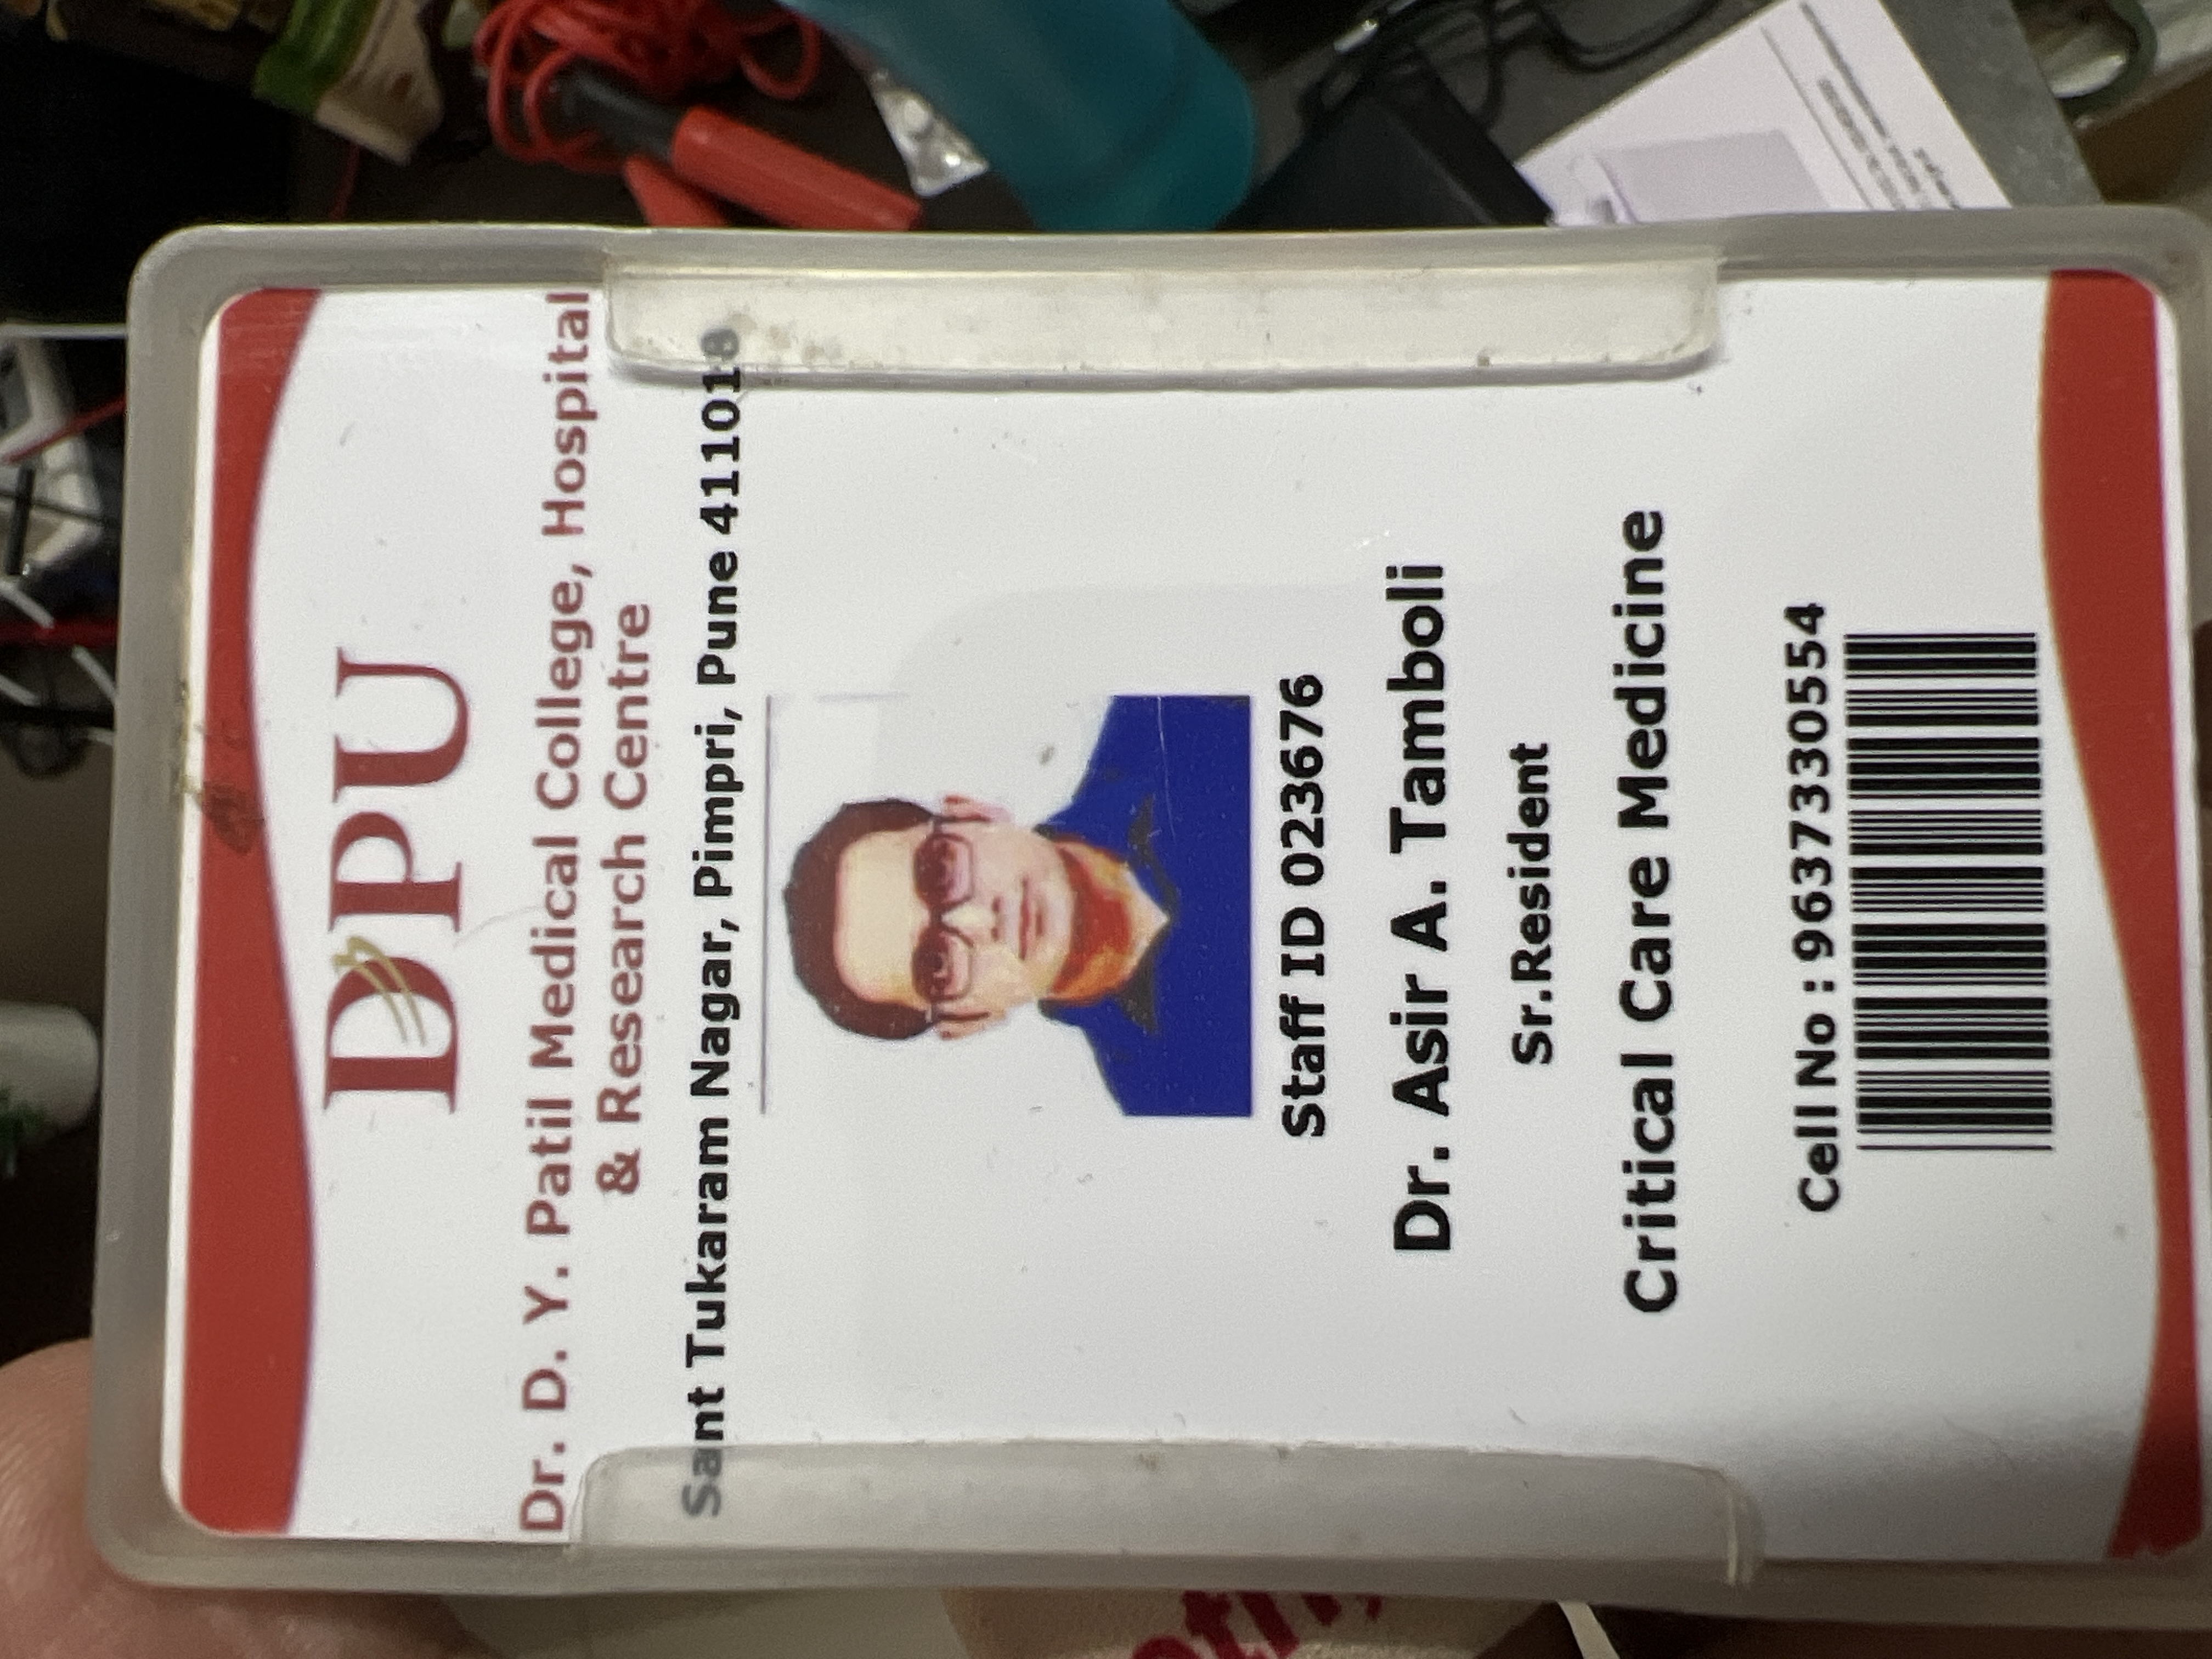 DPU
Dr. D. Y. Patil Medical College, Hospital
& Research Centre
Sant Tukaram Nagar, Pimpri, Pune 411018
Staff ID 023676
Dr. Asir A. Tamboli
Sr.Resident
Critical Care Medicine
Cell No : 9637330554